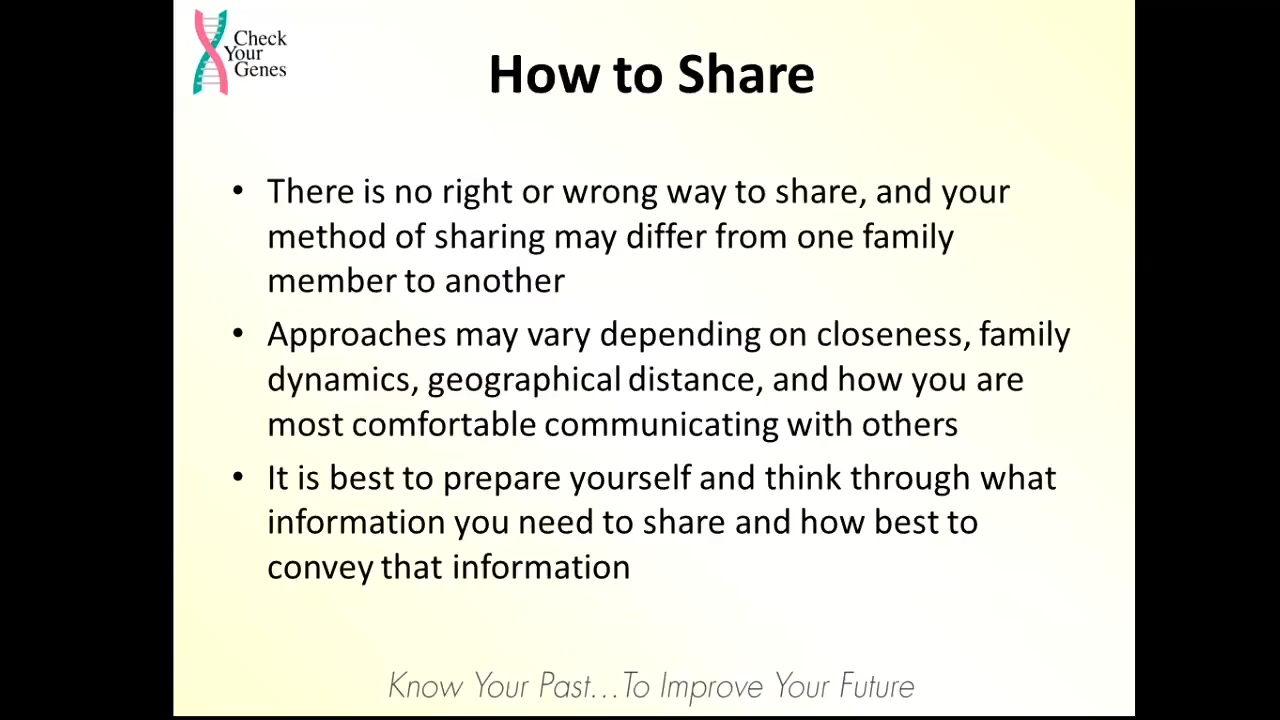 Check
Your
Genes
How to Share
• There is no right or wrong way to share, and your
method of sharing may differ from one family
member to another
• Approaches may vary depending on closeness, family
dynamics, geographical distance, and how you are
most comfortable communicating with others
• It is best to prepare yourself and think through what
information you need to share and how best to
convey that information
Know Your Past...To Improve Your Future